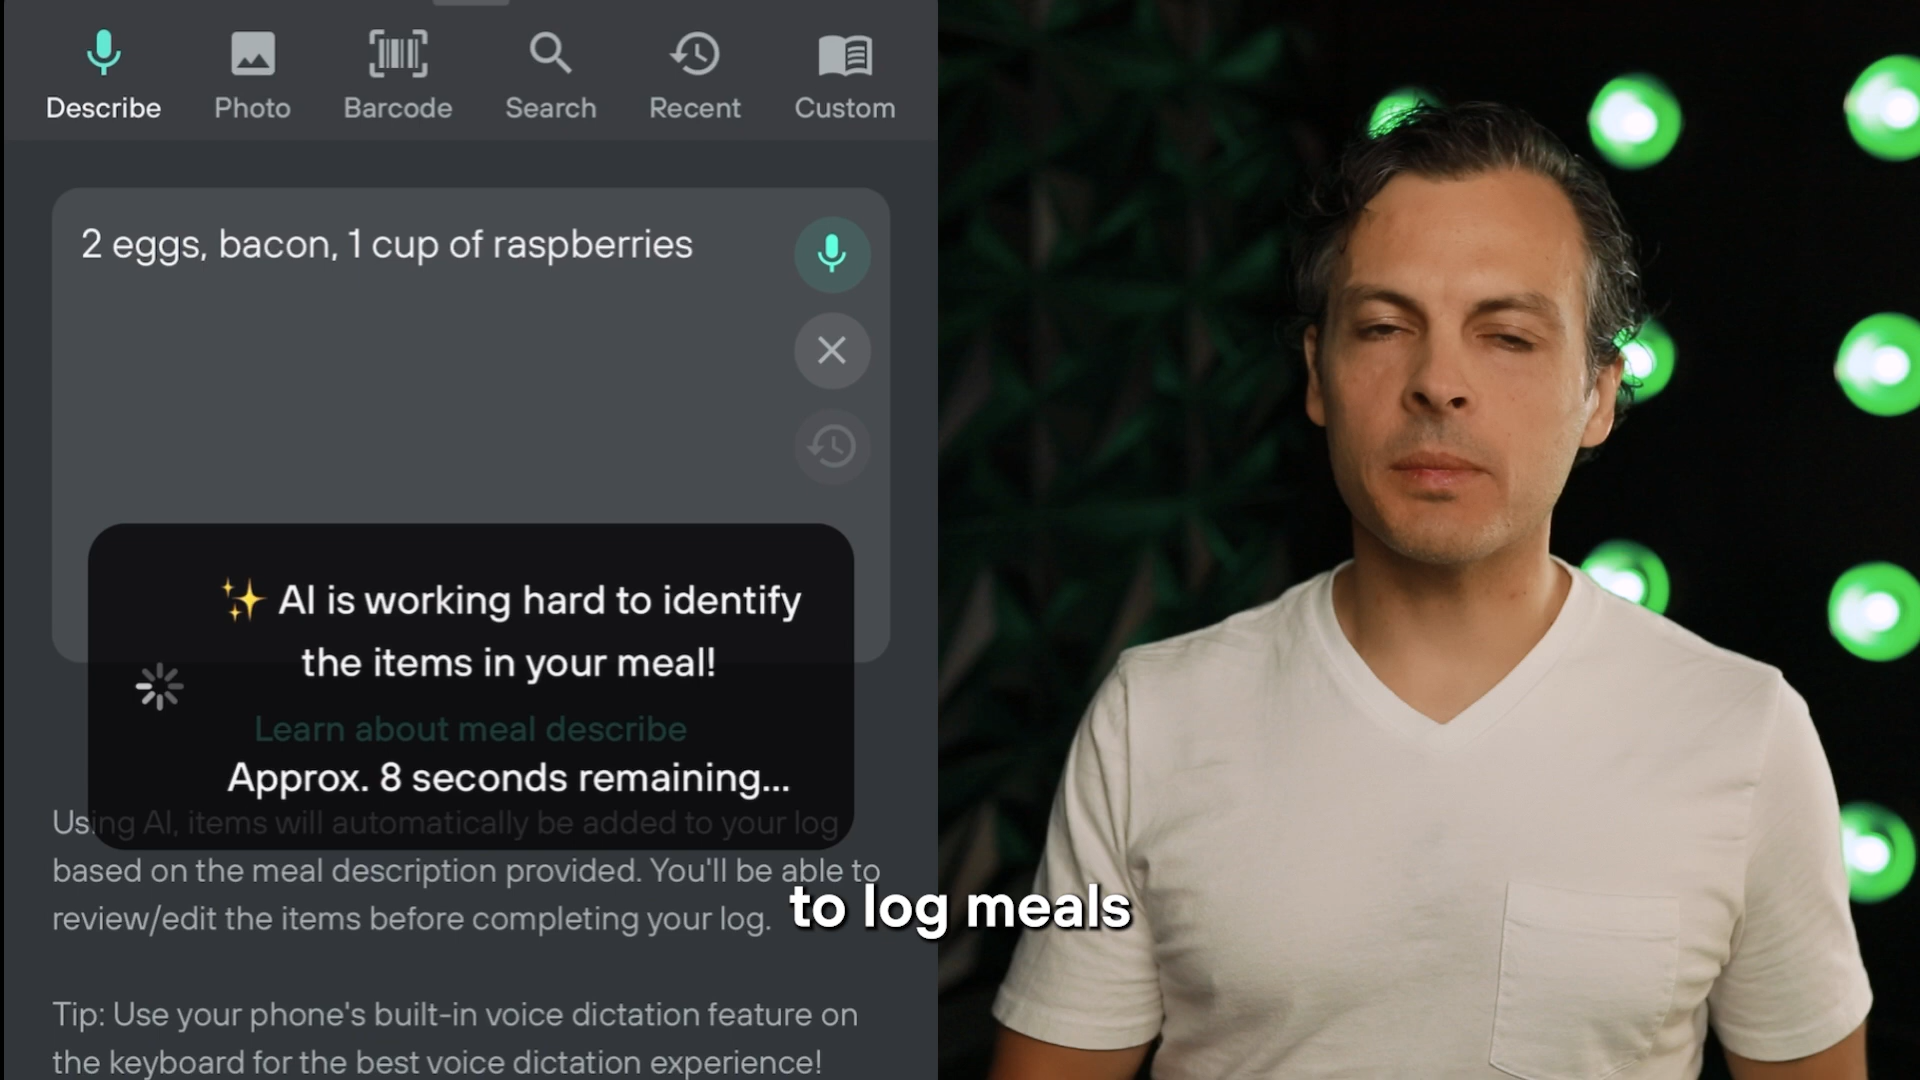 Describe
Photo
Barcode
Search
Recent
Custom
2 eggs, bacon, 1 cup of raspberries
✨ AI is working hard to identify
the items in your meal!
Learn about meal describe
Approx. 8 seconds remaining...
Using AI, items will automatically be added to your log
based on the meal description provided. You'll be able to
review/edit the items before completing your log.
to log meals
Tip: Use your phone's built-in voice dictation feature on
the keyboard for the best voice dictation experience!